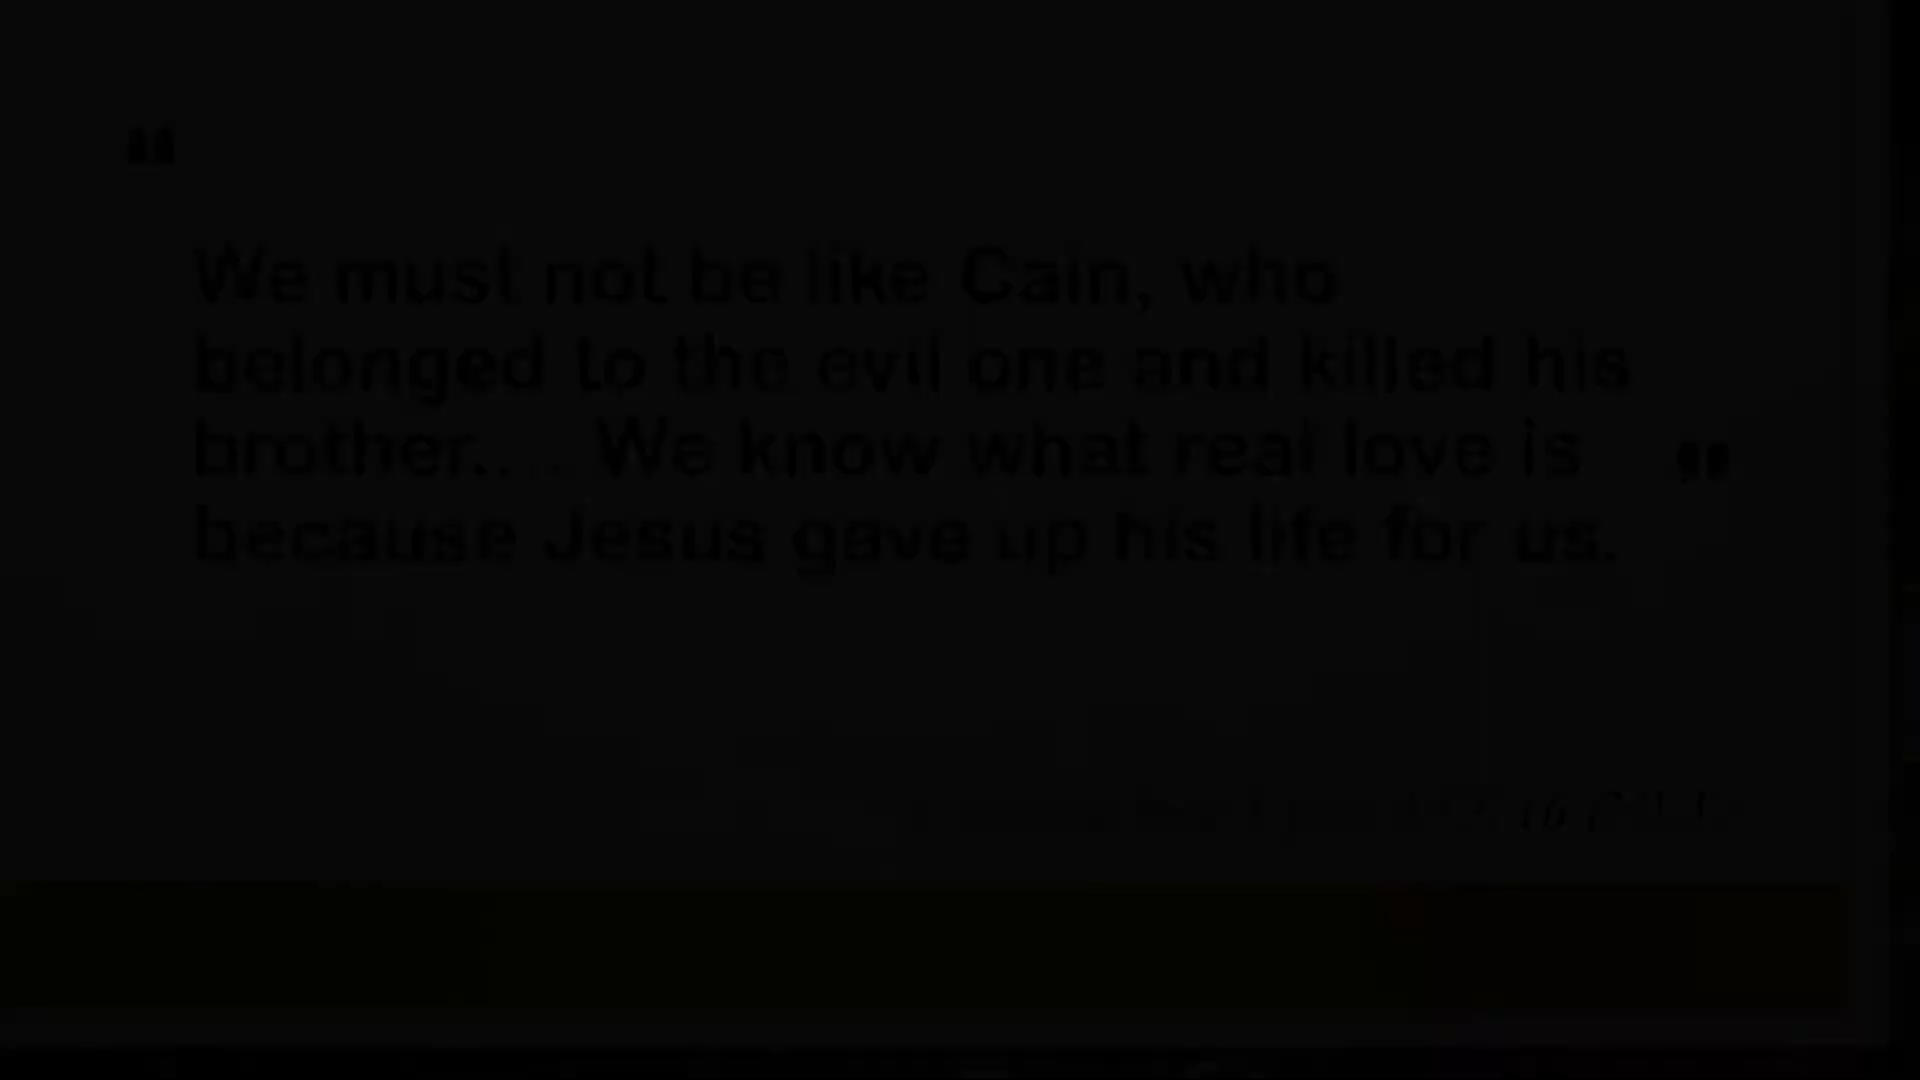 “
We must not be like Cain, who
belonged to the evil one and killed his
brother.... We know what real love is
because Jesus gave up his life for us.
”